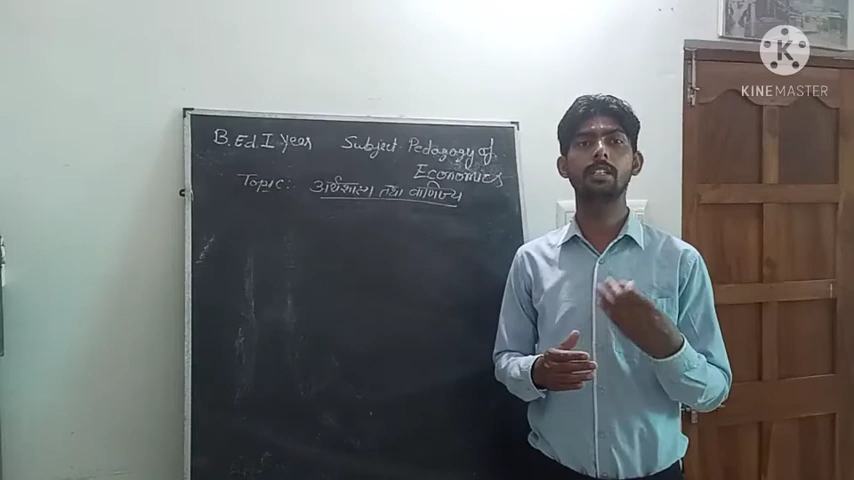 B.Ed I Year
Subject- Pedagogy of
Economics
Topic:- अर्थशास्त्र तथा वाणिज्य
K
KINEMASTER